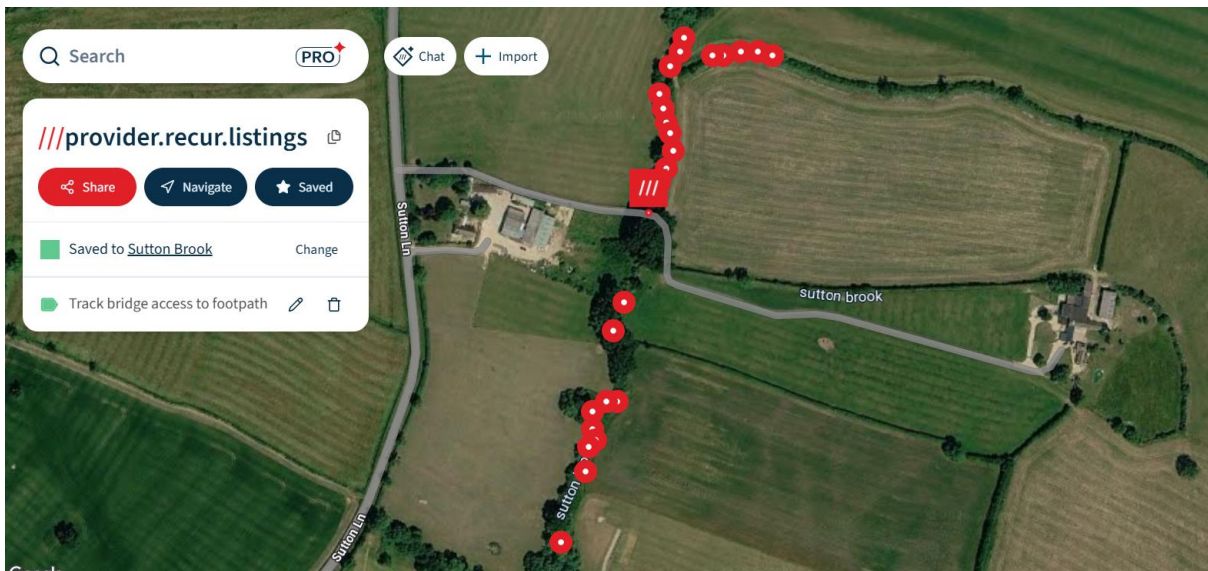 Search
PRO
Chat
Import
///provider.recur.listings
Share
Navigate
Saved
Saved to Sutton Brook
Change
Track bridge access to footpath
Sutton Ln
///
sutton brook
sutton
Sutton Ln